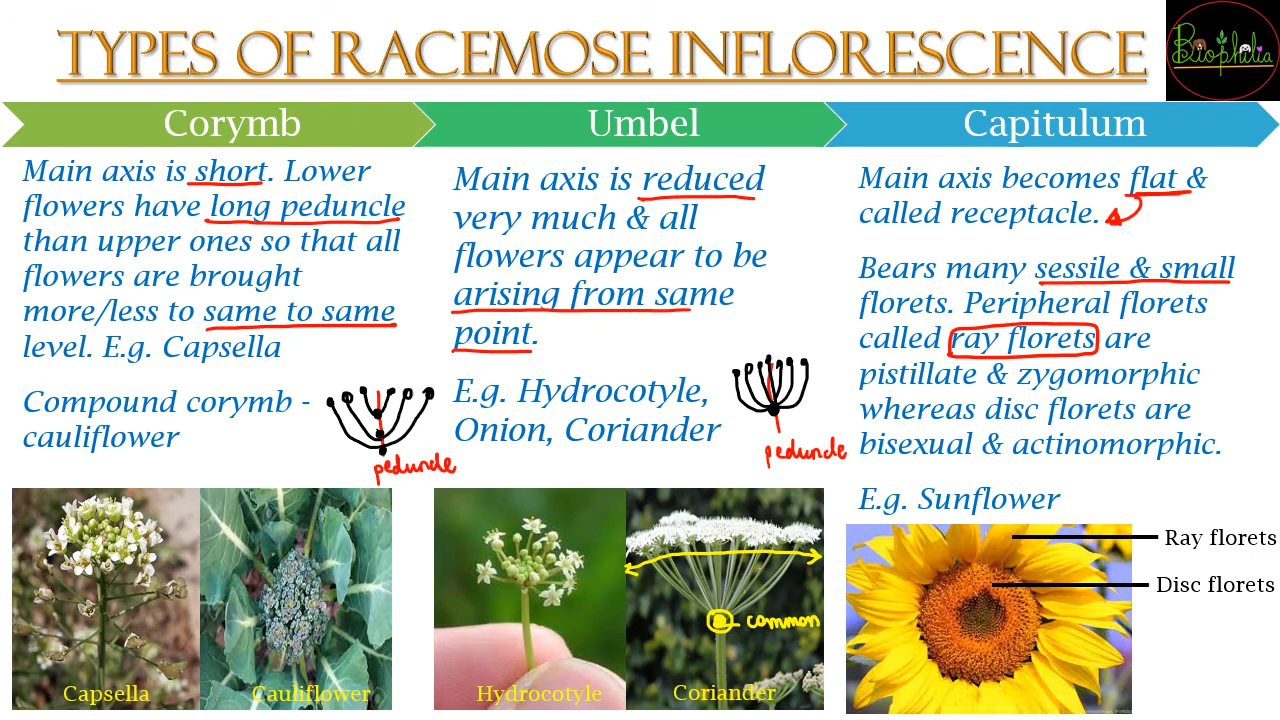 TYPES OF RACEMOSE INFLORESCENCE
Biophilia
Corymb
Main axis is short. Lower
flowers have long peduncle
than upper ones so that all
flowers are brought
more/less to same to same
level. E.g. Capsella
Compound corymb -
cauliflower
peduncle
Capsella
Cauliflower
Umbel
Main axis is reduced
very much & all
flowers appear to be
arising from same
point.
E.g. Hydrocotyle,
Onion, Coriander
peduncle
common
Hydrocotyle
Coriander
Capitulum
Main axis becomes flat &
called receptacle.
Bears many sessile & small
florets. Peripheral florets
called ray florets are
pistillate & zygomorphic
whereas disc florets are
bisexual & actinomorphic.
E.g. Sunflower
Ray florets
Disc florets